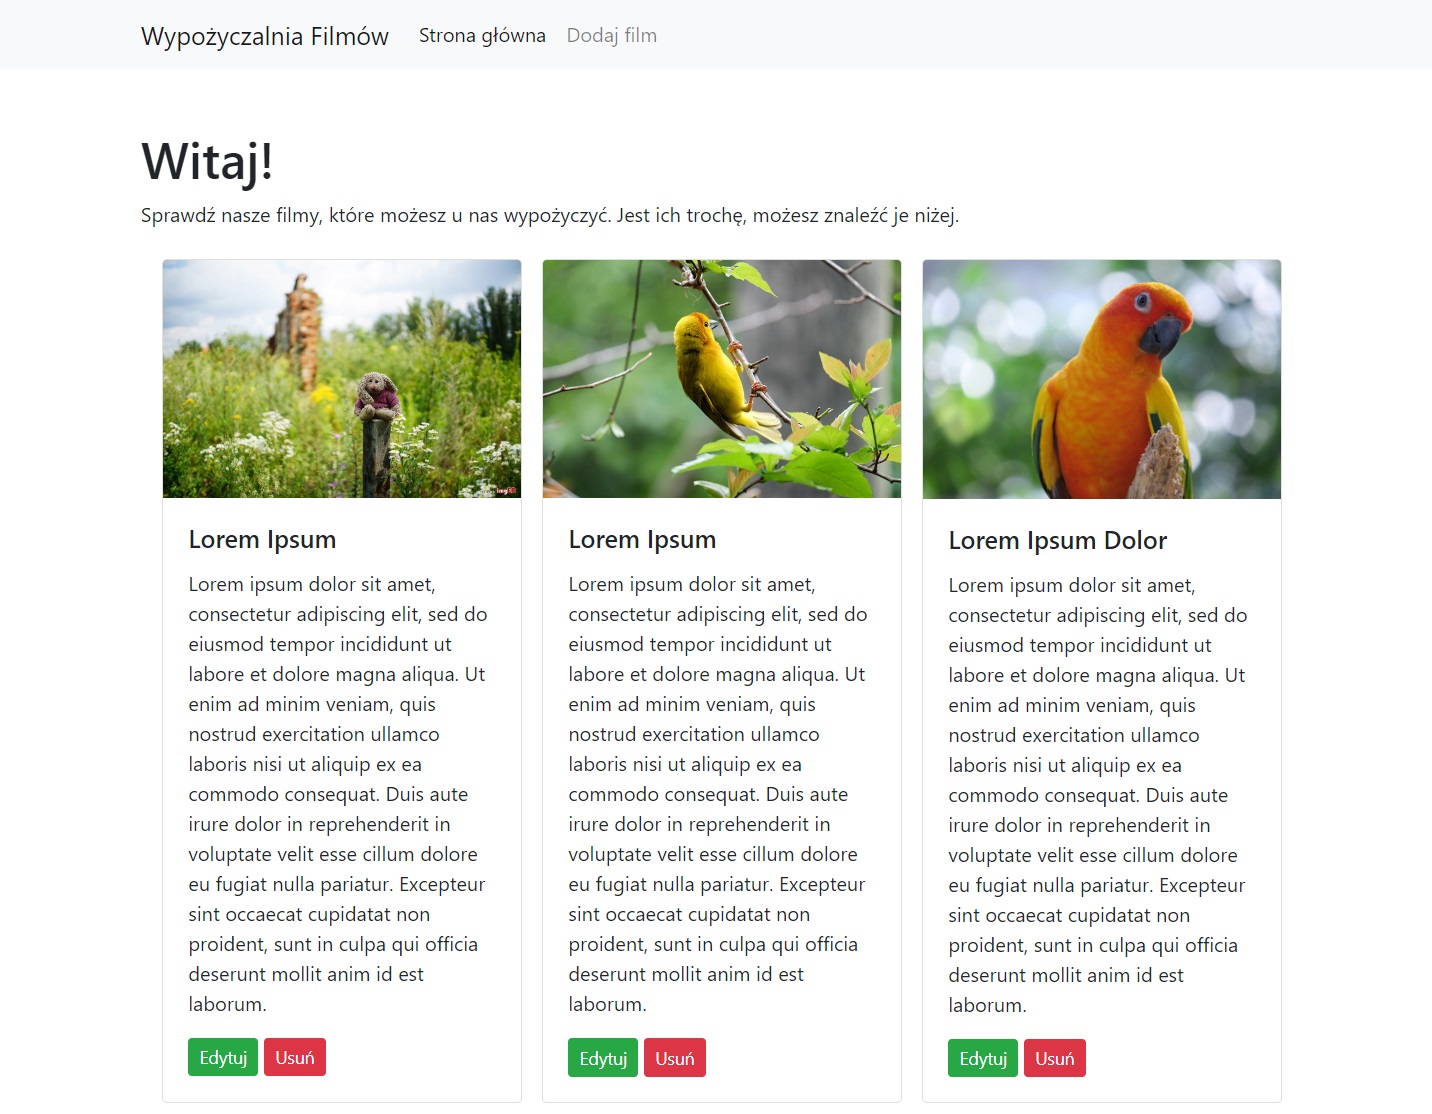 Wypożyczalnia Filmów Strona główna Dodaj film
Witaj!
Sprawdź nasze filmy, które możesz u nas wypożyczyć. Jest ich trochę, możesz znaleźć je niżej.
Lorem Ipsum
Lorem ipsum dolor sit amet,
consectetur adipiscing elit, sed do
eiusmod tempor incididunt ut
labore et dolore magna aliqua. Ut
enim ad minim veniam, quis
nostrud exercitation ullamco
laboris nisi ut aliquip ex ea
commodo consequat. Duis aute
irure dolor in reprehenderit in
voluptate velit esse cillum dolore
eu fugiat nulla pariatur. Excepteur
sint occaecat cupidatat non
proident, sunt in culpa qui officia
deserunt mollit anim id est
laborum.
Edytuj Usuń
Lorem Ipsum
Lorem ipsum dolor sit amet,
consectetur adipiscing elit, sed do
eiusmod tempor incididunt ut
labore et dolore magna aliqua. Ut
enim ad minim veniam, quis
nostrud exercitation ullamco
laboris nisi ut aliquip ex ea
commodo consequat. Duis aute
irure dolor in reprehenderit in
voluptate velit esse cillum dolore
eu fugiat nulla pariatur. Excepteur
sint occaecat cupidatat non
proident, sunt in culpa qui officia
deserunt mollit anim id est
laborum.
Edytuj Usuń
Lorem Ipsum Dolor
Lorem ipsum dolor sit amet,
consectetur adipiscing elit, sed do
eiusmod tempor incididunt ut
labore et dolore magna aliqua. Ut
enim ad minim veniam, quis
nostrud exercitation ullamco
laboris nisi ut aliquip ex ea
commodo consequat. Duis aute
irure dolor in reprehenderit in
voluptate velit esse cillum dolore
eu fugiat nulla pariatur. Excepteur
sint occaecat cupidatat non
proident, sunt in culpa qui officia
deserunt mollit anim id est
laborum.
Edytuj Usuń